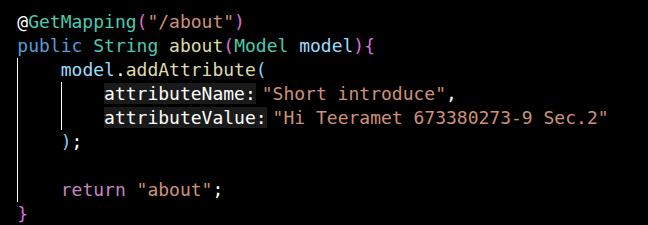 @GetMapping("/about")
public String about(Model model){
model.addAttribute(
attributeName: "Short introduce",
attributeValue: "Hi Teeramet 673380273-9 Sec.2"
);
return "about";
}